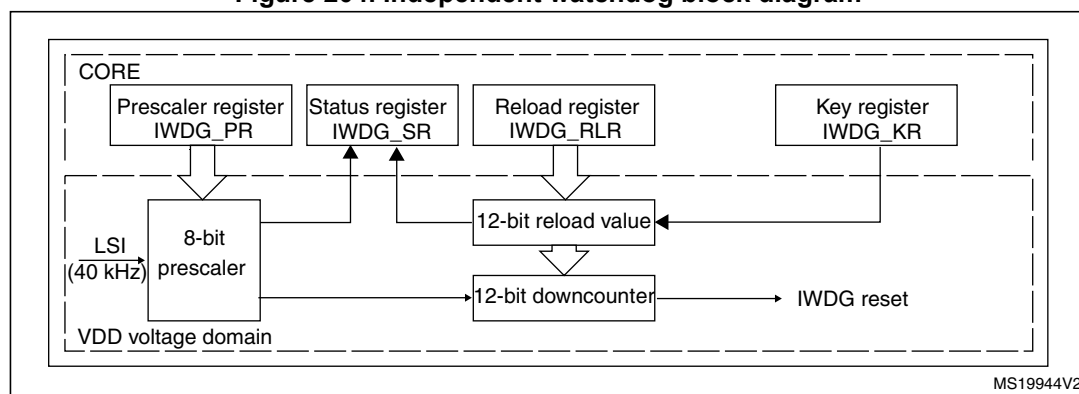 CORE
Prescaler register
IWDG_PR
Status register
IWDG_SR
Reload register
IWDG_RLR
Key register
IWDG_KR
LSI
(40 kHz)
8-bit
prescaler
12-bit reload value
12-bit downcounter
IWDG reset
VDD voltage domain
MS19944V2